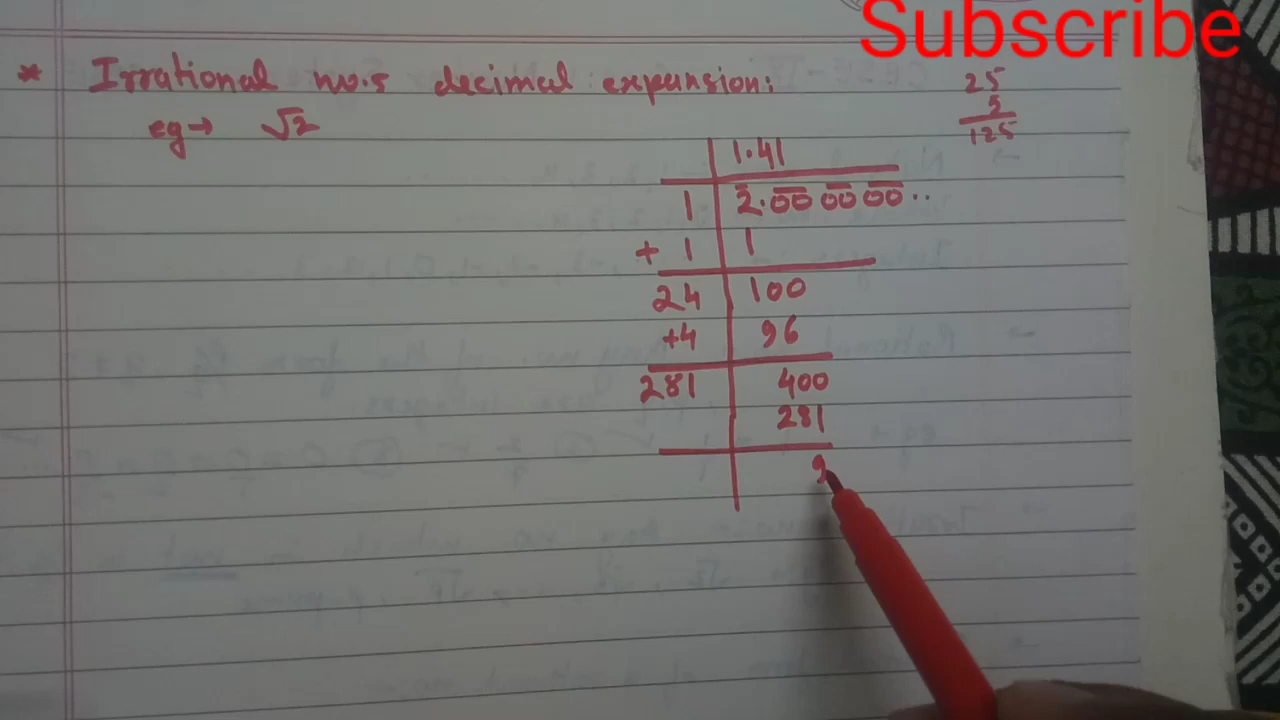 Subscribe
* Irrational no.s decimal expansion:
eg→ √2
25
5
125
1.41
1 2.00 00 00..
+ 1 1
24 100
+4 96
281 400
281
9